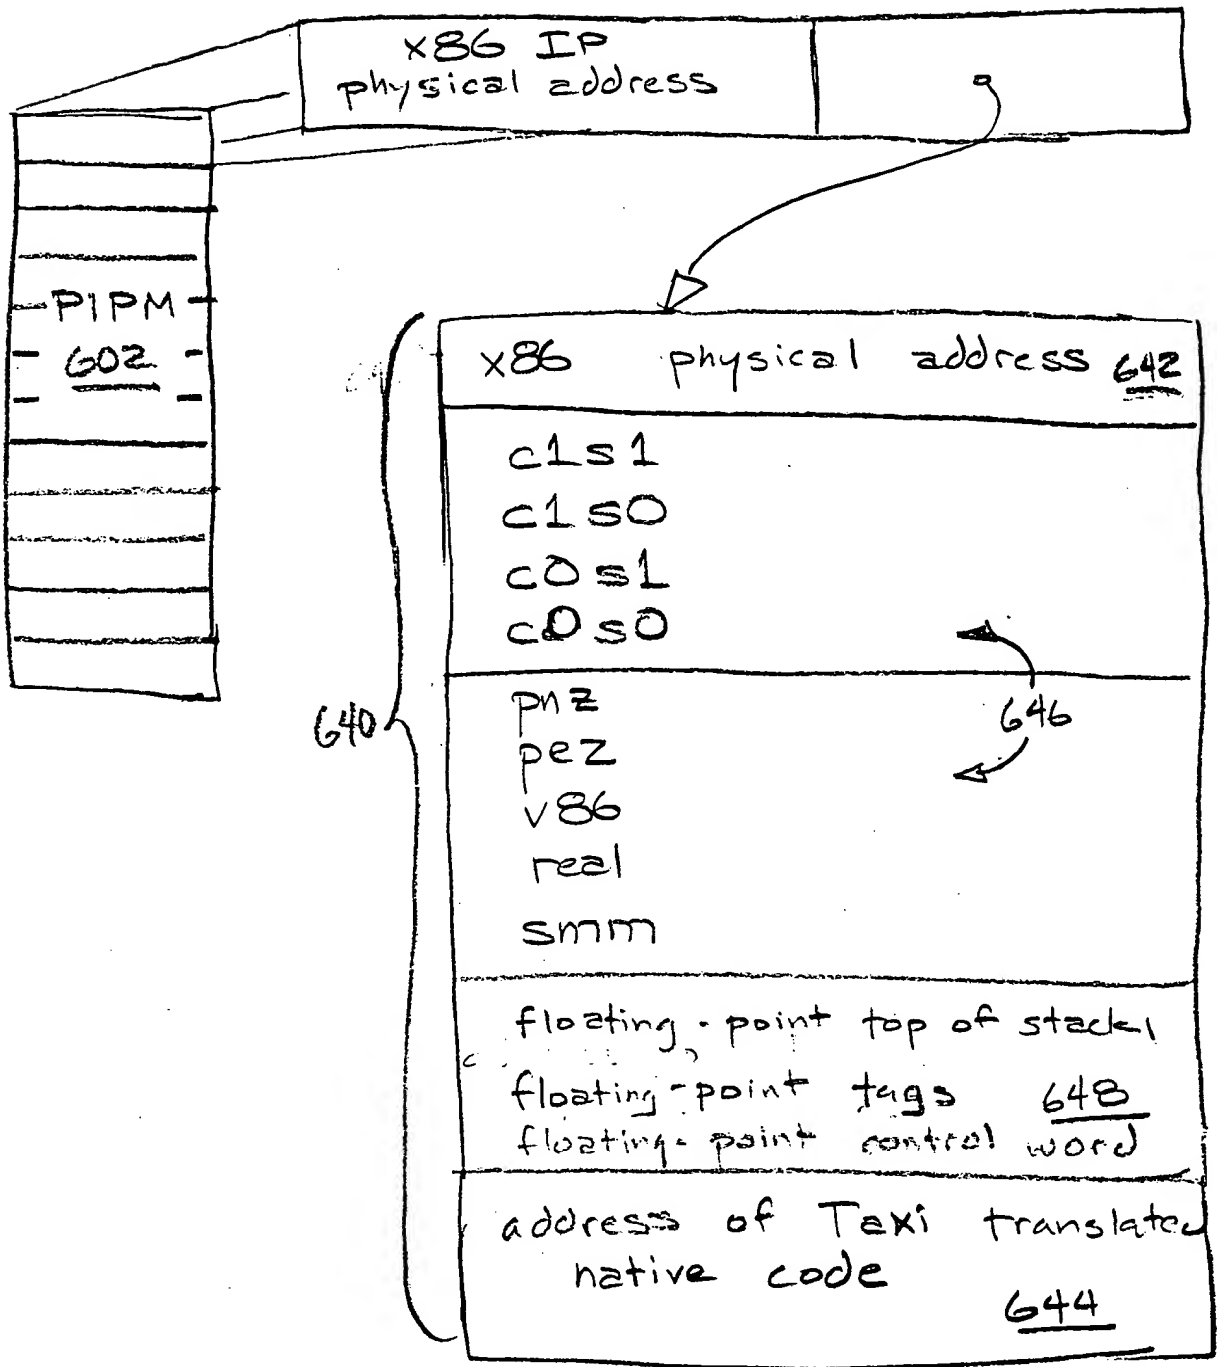 x86 IP
physical address
PIPM
602
x86 physical address 642
c1s1
c1s0
c0s1
c0s0
646
640
pnz
pez
v86
real
smm
floating-point top of stack
floating-point tags 648
floating-point control word
address of Taxi translated
native code
644